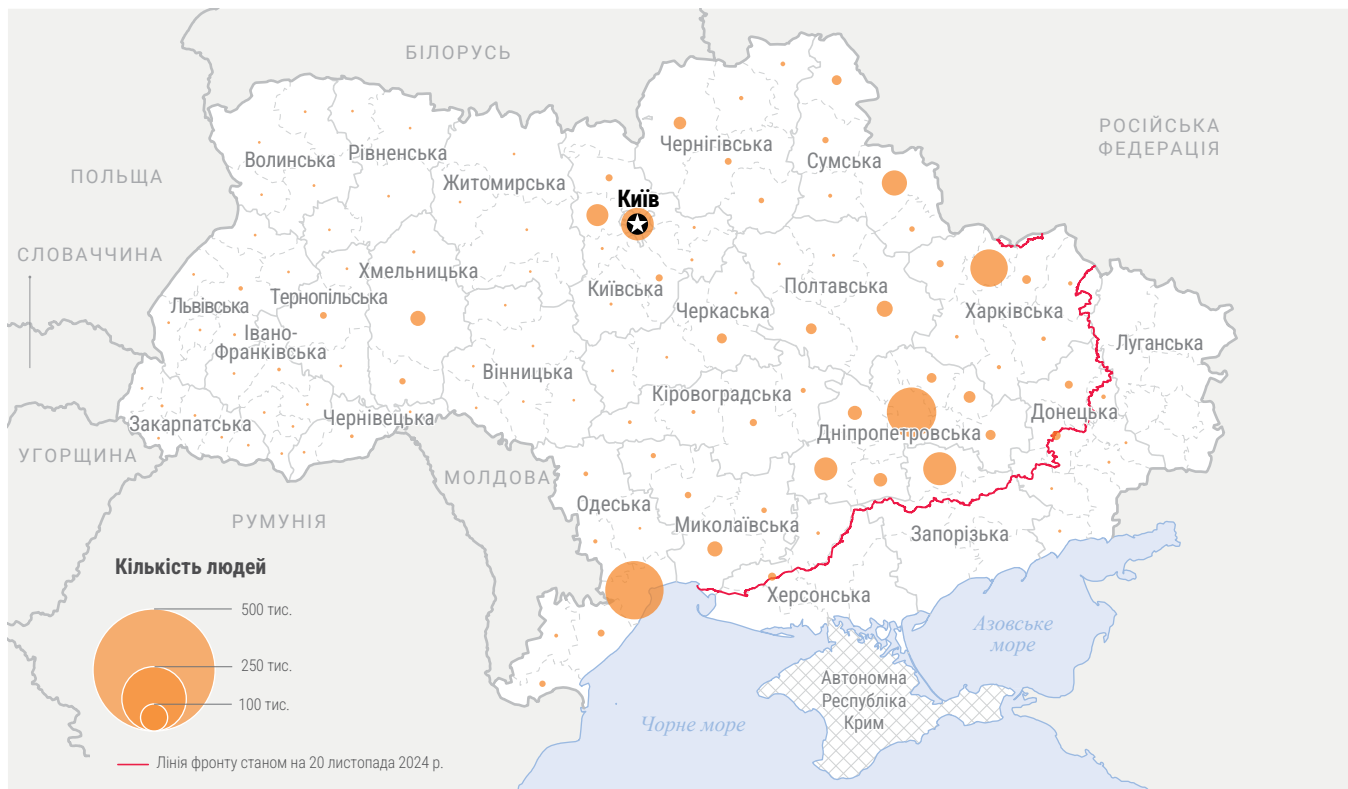 БІЛОРУСЬ
РОСІЙСЬКА
ФЕДЕРАЦІЯ
ПОЛЬЩА
СЛОВАЧЧИНА
УГОРЩИНА
РУМУНІЯ
МОЛДОВА
Волинська
Рівненська
Житомирська
Київ
Чернігівська
Сумська
Львівська
Тернопільська
Хмельницька
Київська
Черкаська
Полтавська
Харківська
Луганська
Івано-
Франківська
Вінницька
Кіровоградська
Дніпропетровська
Донецька
Закарпатська
Чернівецька
Одеська
Миколаївська
Запорізька
Херсонська
Азовське
море
Автономна
Республіка
Крим
Чорне море
Кількість людей
500 тис.
250 тис.
100 тис.
Лінія фронту станом на 20 листопада 2024 р.